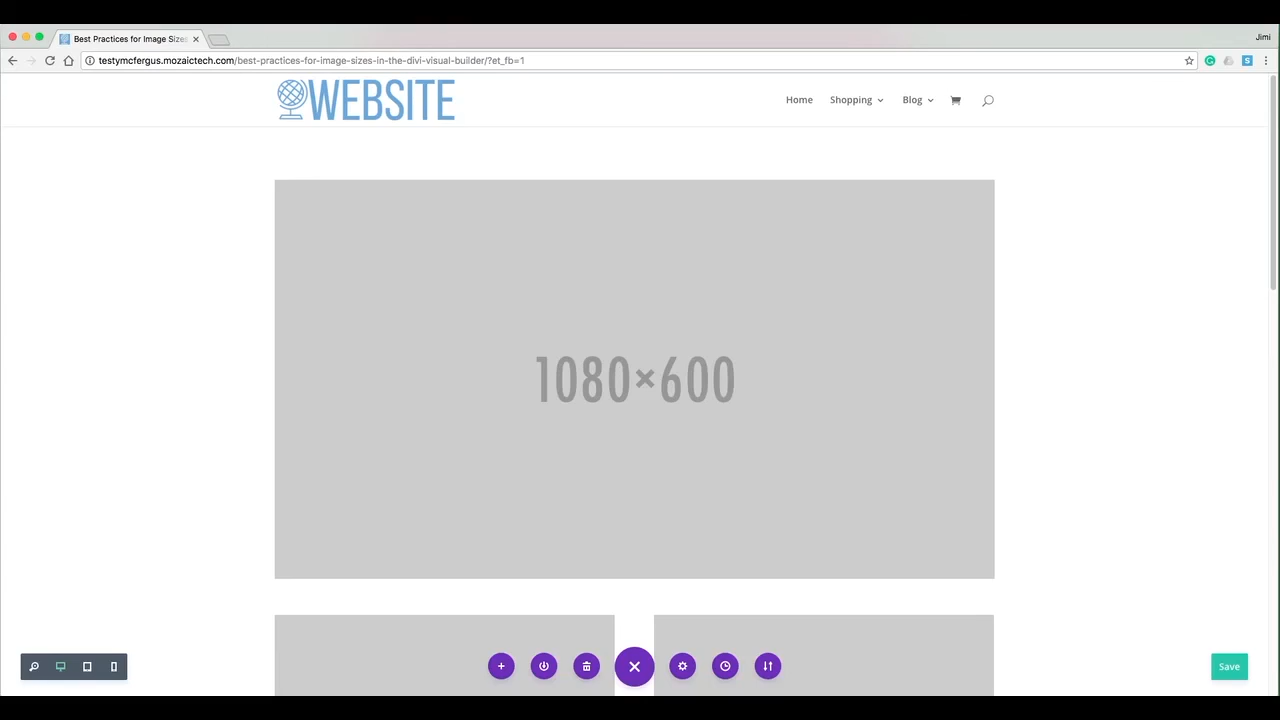 Best Practices for Image Sizes
Jimi
testymcfergus.mozaictech.com/best-practices-for-image-sizes-in-the-divi-visual-builder/?et_fb=1
WEBSITE
Home
Shopping
Blog
1080×600
Save